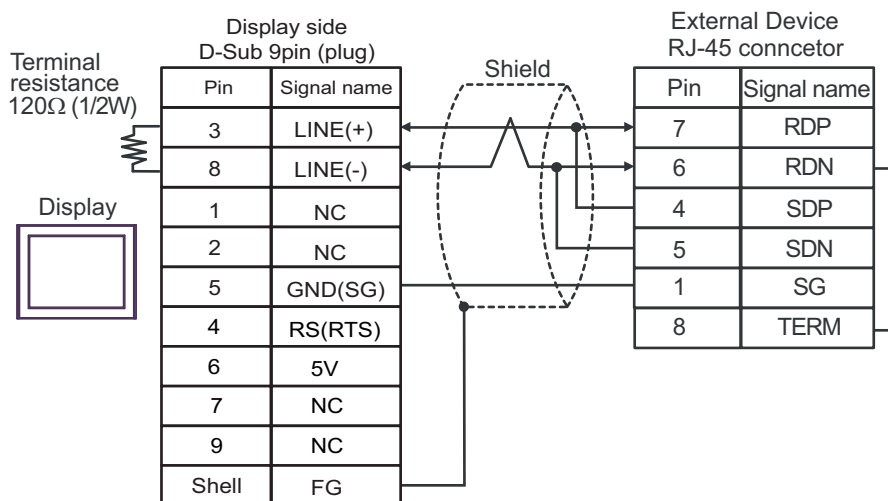 Display side
D-Sub 9pin (plug)
External Device
RJ-45 conncetor
Terminal
resistance
120Ω (1/2W)
Shield
Display
Pin Signal name
3 LINE(+)
8 LINE(-)
1 NC
2 NC
5 GND(SG)
4 RS(RTS)
6 5V
7 NC
9 NC
Shell FG
Pin Signal name
7 RDP
6 RDN
4 SDP
5 SDN
1 SG
8 TERM